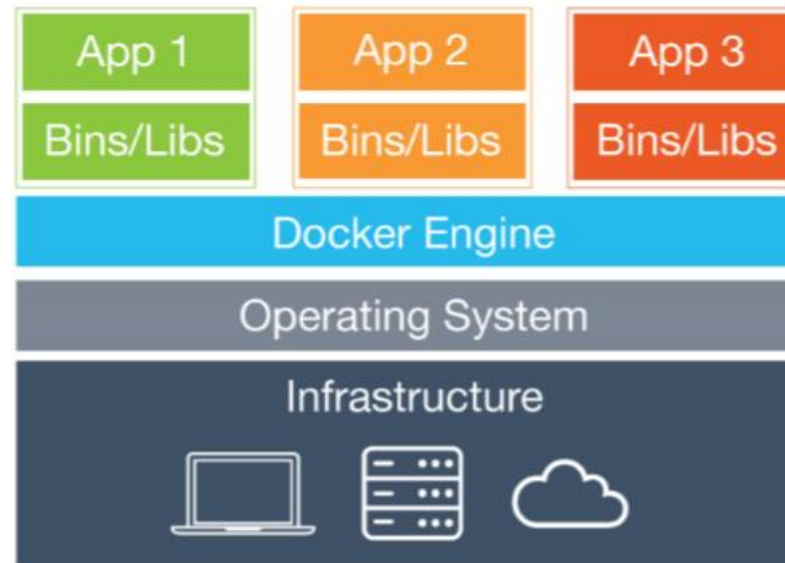 App 1
App 2
App 3
Bins/Libs
Bins/Libs
Bins/Libs
Docker Engine
Operating System
Infrastructure